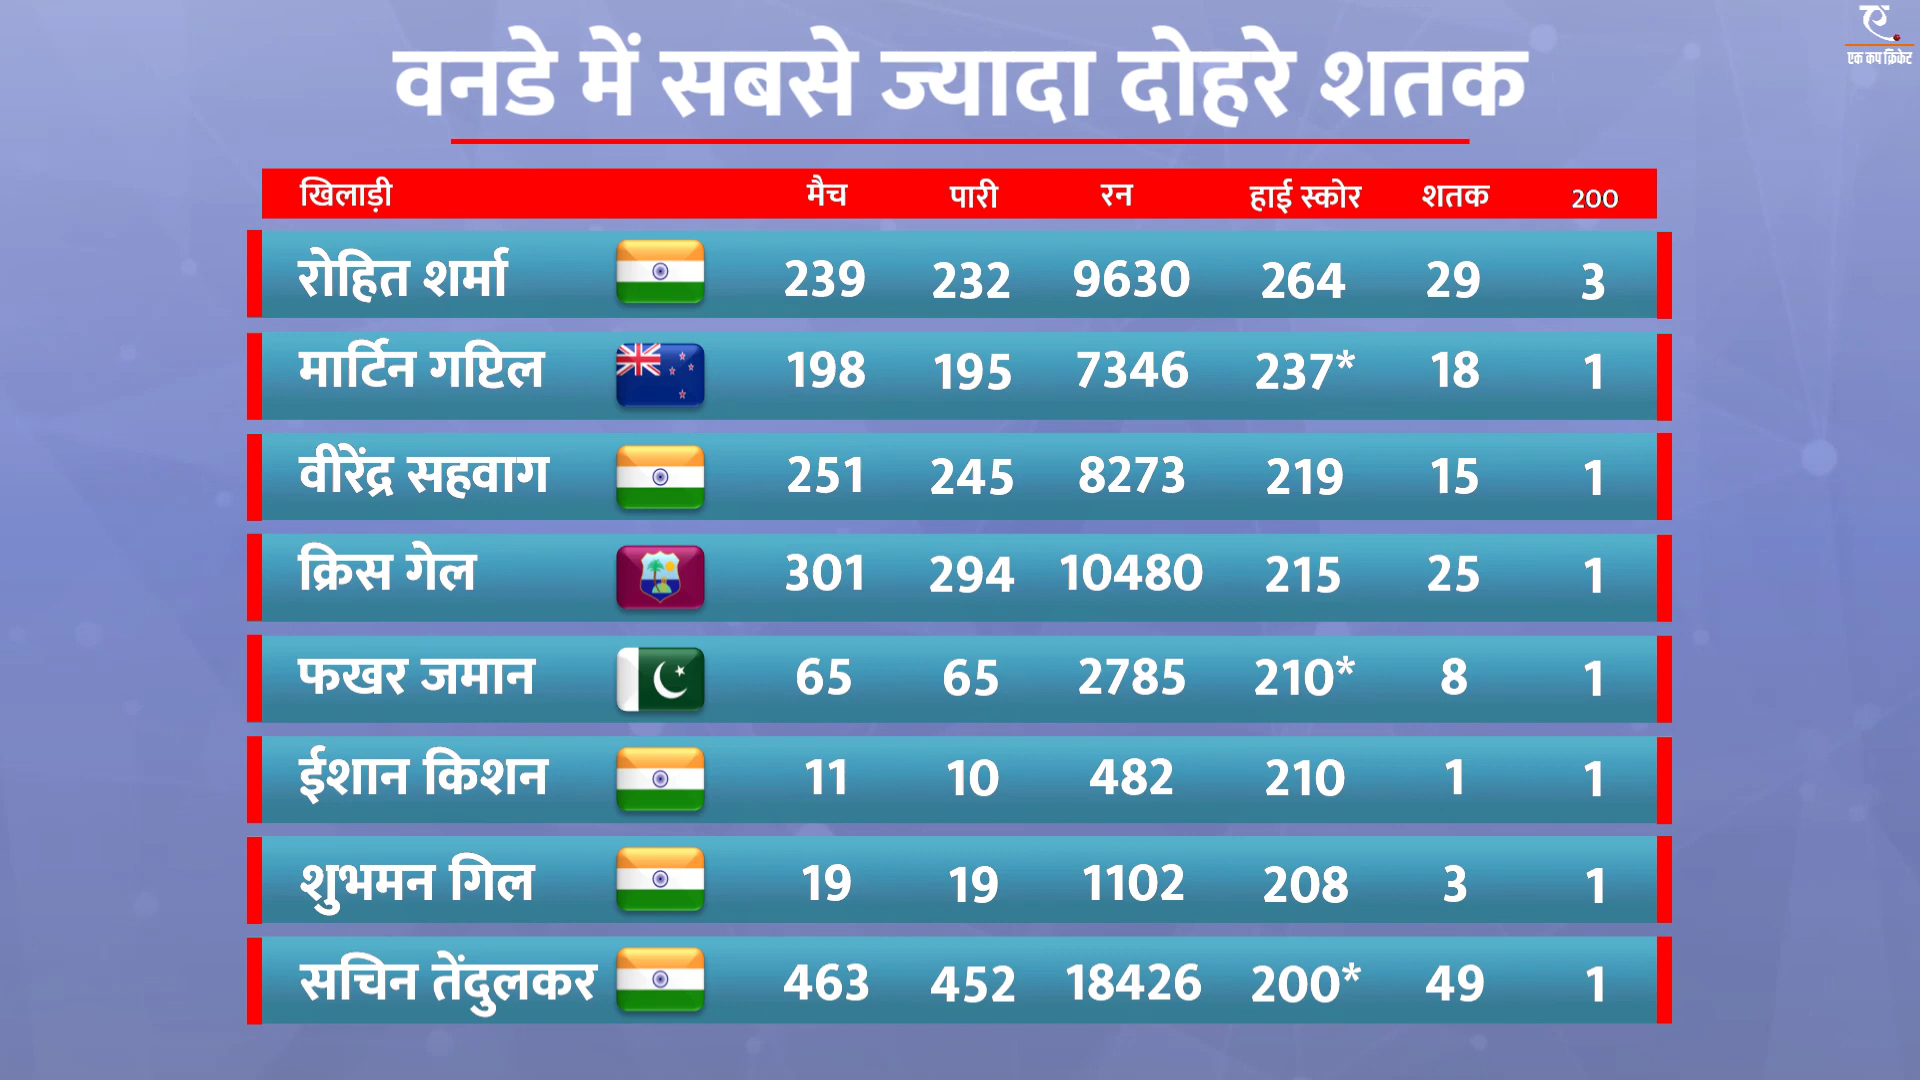 एक कप क्रिकेट
वनडे में सबसे ज्यादा दोहरे शतक
खिलाड़ी मैच पारी रन हाई स्कोर शतक 200
रोहित शर्मा 239 232 9630 264 29 3
मार्टिन गप्टिल 198 195 7346 237* 18 1
वीरेंद्र सहवाग 251 245 8273 219 15 1
क्रिस गेल 301 294 10480 215 25 1
फखर जमान 65 65 2785 210* 8 1
ईशान किशन 11 10 482 210 1 1
शुभमन गिल 19 19 1102 208 3 1
सचिन तेंदुलकर 463 452 18426 200* 49 1